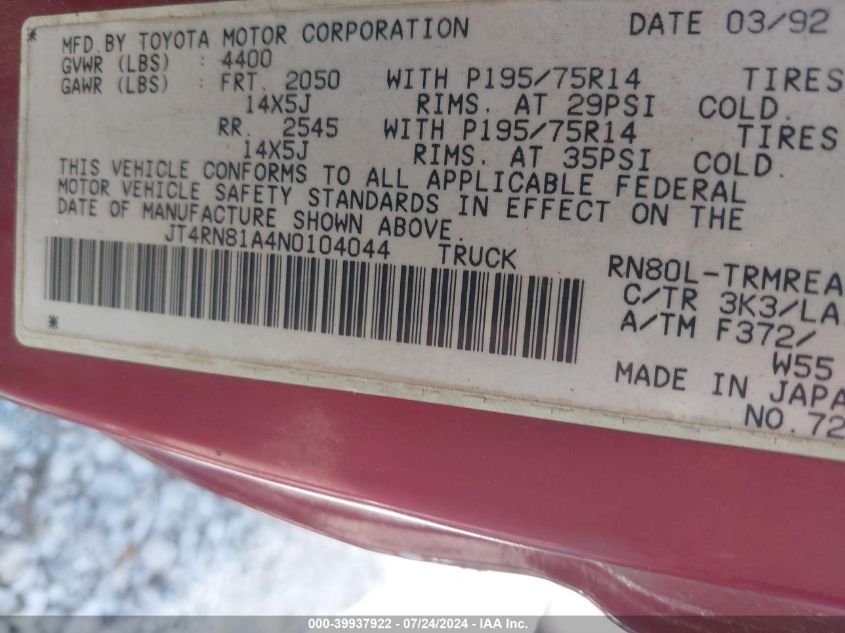 * MFD. BY TOYOTA MOTOR CORPORATION DATE 03/92
GVWR (LBS) : 4400
GAWR (LBS) : FRT. 2050 WITH P195/75R14 TIRES
14X5J RIMS. AT 29PSI COLD.
RR. 2545 WITH P195/75R14 TIRES
14X5J RIMS. AT 35PSI COLD.
THIS VEHICLE CONFORMS TO ALL APPLICABLE FEDERAL
MOTOR VEHICLE SAFETY STANDARDS IN EFFECT ON THE
DATE OF MANUFACTURE SHOWN ABOVE.
JT4RN81A4N0104044 TRUCK RN80L-TRMREA
C/TR 3K3/LA
* A/TM F372/
W55
MADE IN JAPA
NO.72
000-39937922 / 07/24/2024 - IAA Inc.